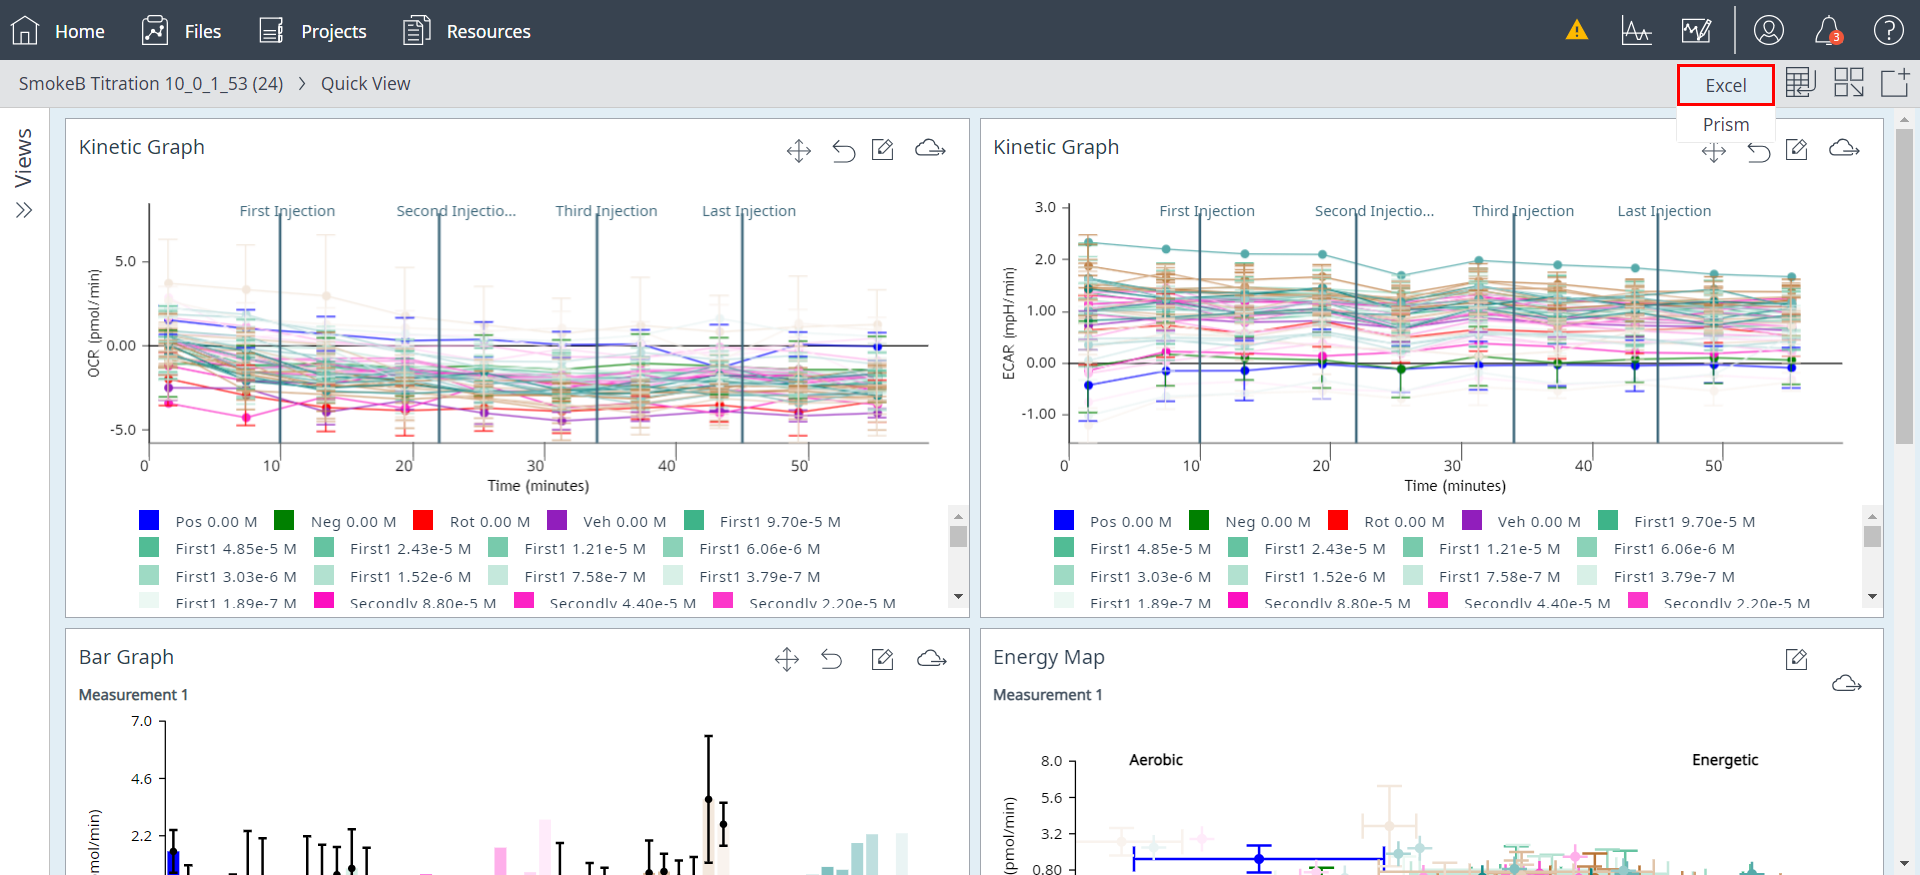 Home Files Projects Resources 3
SmokeB Titration 10_0_1_53 (24) > Quick View Excel
Prism
Views
Kinetic Graph
First Injection Second Injectio... Third Injection Last Injection
OCR (pmol/min)
5.0
0.00
-5.0
0 10 20 30 40 50
Time (minutes)
Pos 0.00 M Neg 0.00 M Rot 0.00 M Veh 0.00 M First1 9.70e-5 M
First1 4.85e-5 M First1 2.43e-5 M First1 1.21e-5 M First1 6.06e-6 M
First1 3.03e-6 M First1 1.52e-6 M First1 7.58e-7 M First1 3.79e-7 M
First1 1.89e-7 M Secondly 8.80e-5 M Secondly 4.40e-5 M Secondly 2.20e-5 M
Kinetic Graph
First Injection Second Injectio... Third Injection Last Injection
ECAR (mpH/min)
3.0
2.0
1.00
0.00
-1.00
0 10 20 30 40 50
Time (minutes)
Pos 0.00 M Neg 0.00 M Rot 0.00 M Veh 0.00 M First1 9.70e-5 M
First1 4.85e-5 M First1 2.43e-5 M First1 1.21e-5 M First1 6.06e-6 M
First1 3.03e-6 M First1 1.52e-6 M First1 7.58e-7 M First1 3.79e-7 M
First1 1.89e-7 M Secondly 8.80e-5 M Secondly 4.40e-5 M Secondly 2.20e-5 M
Bar Graph
Measurement 1
7.0
4.6
2.2
mol/min)
Energy Map
Measurement 1
Aerobic Energetic
8.0
5.6
3.2
0.80
(pmol/min)